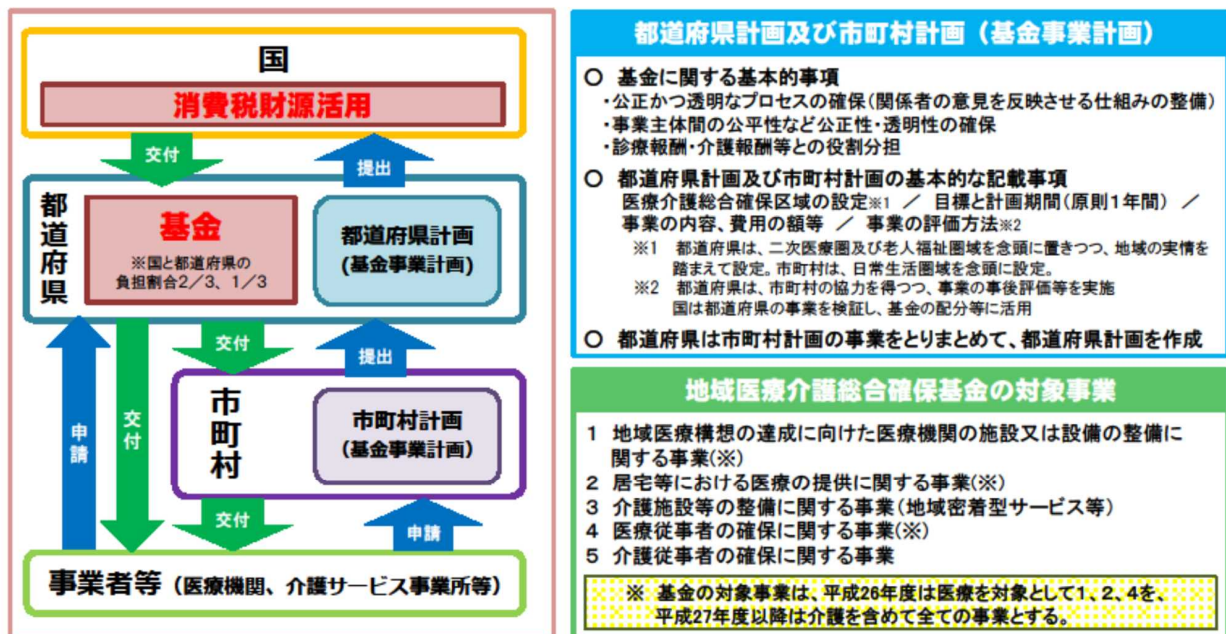 国
消費税財源活用
交付
提出
都道府県
基金
※国と都道府県の
負担割合2/3、1/3
都道府県計画
(基金事業計画)
交付
提出
市町村
市町村計画
(基金事業計画)
申請
交付
交付
申請
事業者等(医療機関、介護サービス事業所等)
都道府県計画及び市町村計画(基金事業計画)
○ 基金に関する基本的事項
・公正かつ透明なプロセスの確保(関係者の意見を反映させる仕組みの整備)
・事業主体間の公平性など公正性・透明性の確保
・診療報酬・介護報酬等との役割分担
○ 都道府県計画及び市町村計画の基本的な記載事項
医療介護総合確保区域の設定※1 / 目標と計画期間(原則1年間) /
事業の内容、費用の額等 / 事業の評価方法※2
※1 都道府県は、二次医療圏及び老人福祉圏域を念頭に置きつつ、地域の実情を
踏まえて設定。市町村は、日常生活圏域を念頭に設定。
※2 都道府県は、市町村の協力を得つつ、事業の事後評価等を実施
国は都道府県の事業を検証し、基金の配分等に活用
○ 都道府県は市町村計画の事業をとりまとめて、都道府県計画を作成
地域医療介護総合確保基金の対象事業
1 地域医療構想の達成に向けた医療機関の施設又は設備の整備に
関する事業(※)
2 居宅等における医療の提供に関する事業(※)
3 介護施設等の整備に関する事業(地域密着型サービス等)
4 医療従事者の確保に関する事業(※)
5 介護従事者の確保に関する事業
※ 基金の対象事業は、平成26年度は医療を対象として1、2、4を、
平成27年度以降は介護を含めて全ての事業とする。